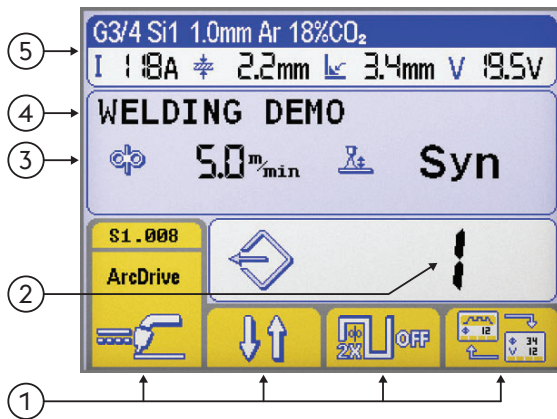 G3/4 Si1 1.0mm Ar 18%CO₂
I 118A 2.2mm 3.4mm V 19.5V
WELDING DEMO
5.0 m/min Syn
S1.008
ArcDrive
1
2X OFF
12 34
V 12
5
4
3
2
1